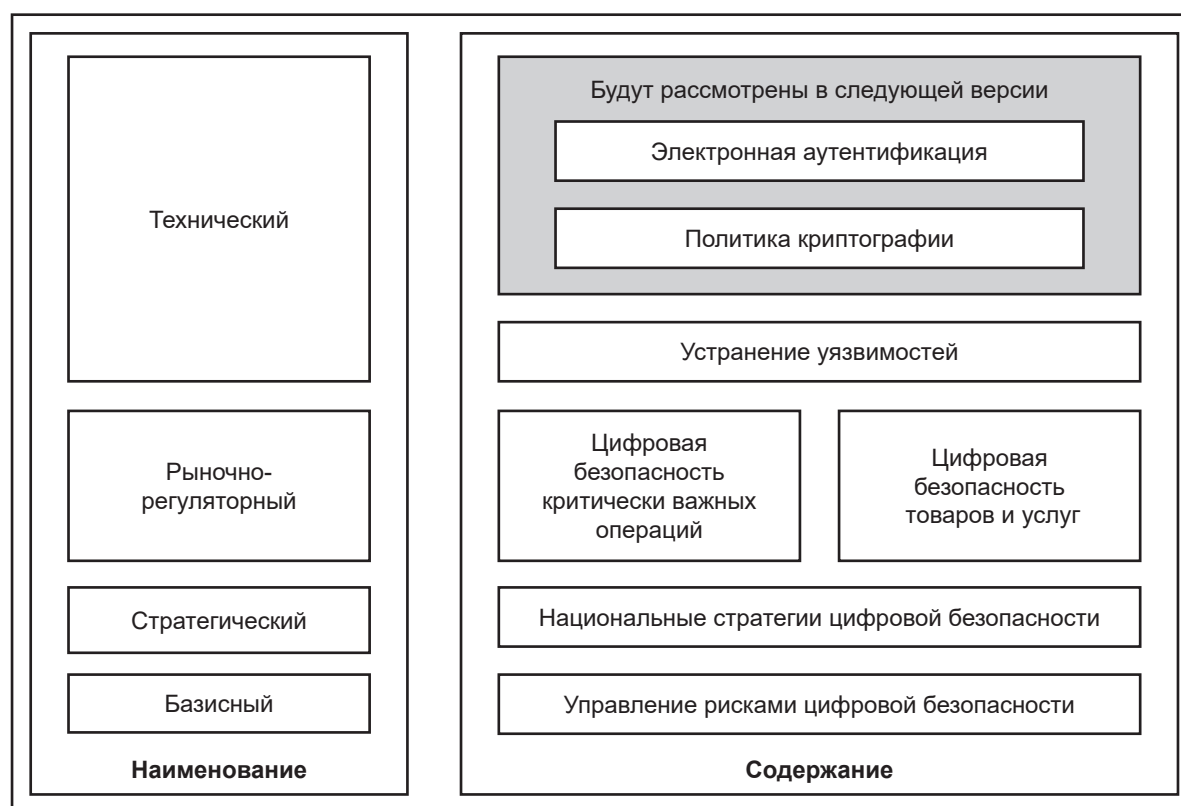 Технический
Рыночно-
регуляторный
Стратегический
Базисный
Наименование
Будут рассмотрены в следующей версии
Электронная аутентификация
Политика криптографии
Устранение уязвимостей
Цифровая
безопасность
критически важных
операций
Цифровая
безопасность
товаров и услуг
Национальные стратегии цифровой безопасности
Управление рисками цифровой безопасности
Содержание